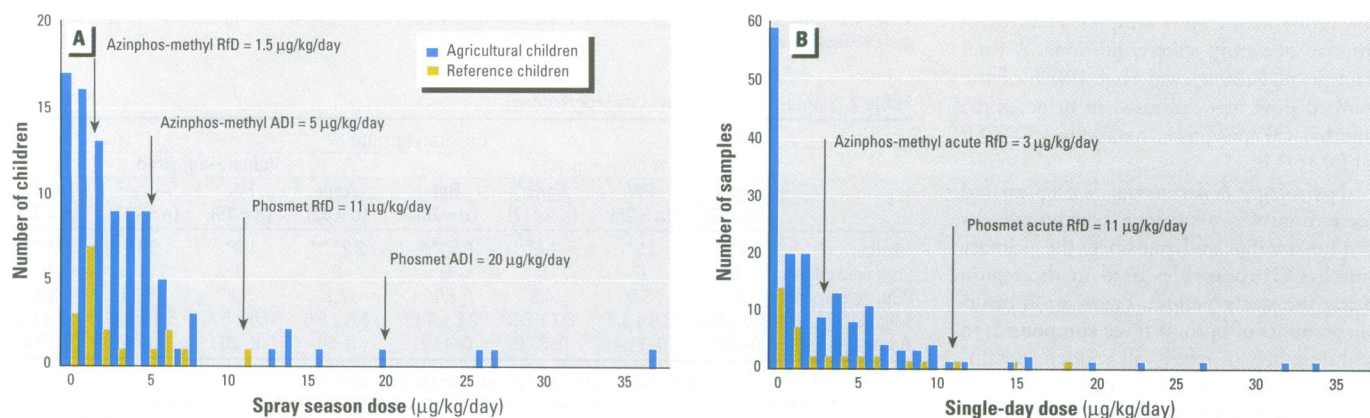 A
Azinphos-methyl RfD = 1.5 µg/kg/day
Agricultural children
Reference children
Azinphos-methyl ADI = 5 µg/kg/day
Phosmet RfD = 11 µg/kg/day
Phosmet ADI = 20 µg/kg/day
Number of children
20
15
10
5
0
0 5 10 15 20 25 30 35
Spray season dose (µg/kg/day)
B
Azinphos-methyl acute RfD = 3 µg/kg/day
Phosmet acute RfD = 11 µg/kg/day
Number of samples
60
50
40
30
20
10
0
0 5 10 15 20 25 30 35
Single-day dose (µg/kg/day)